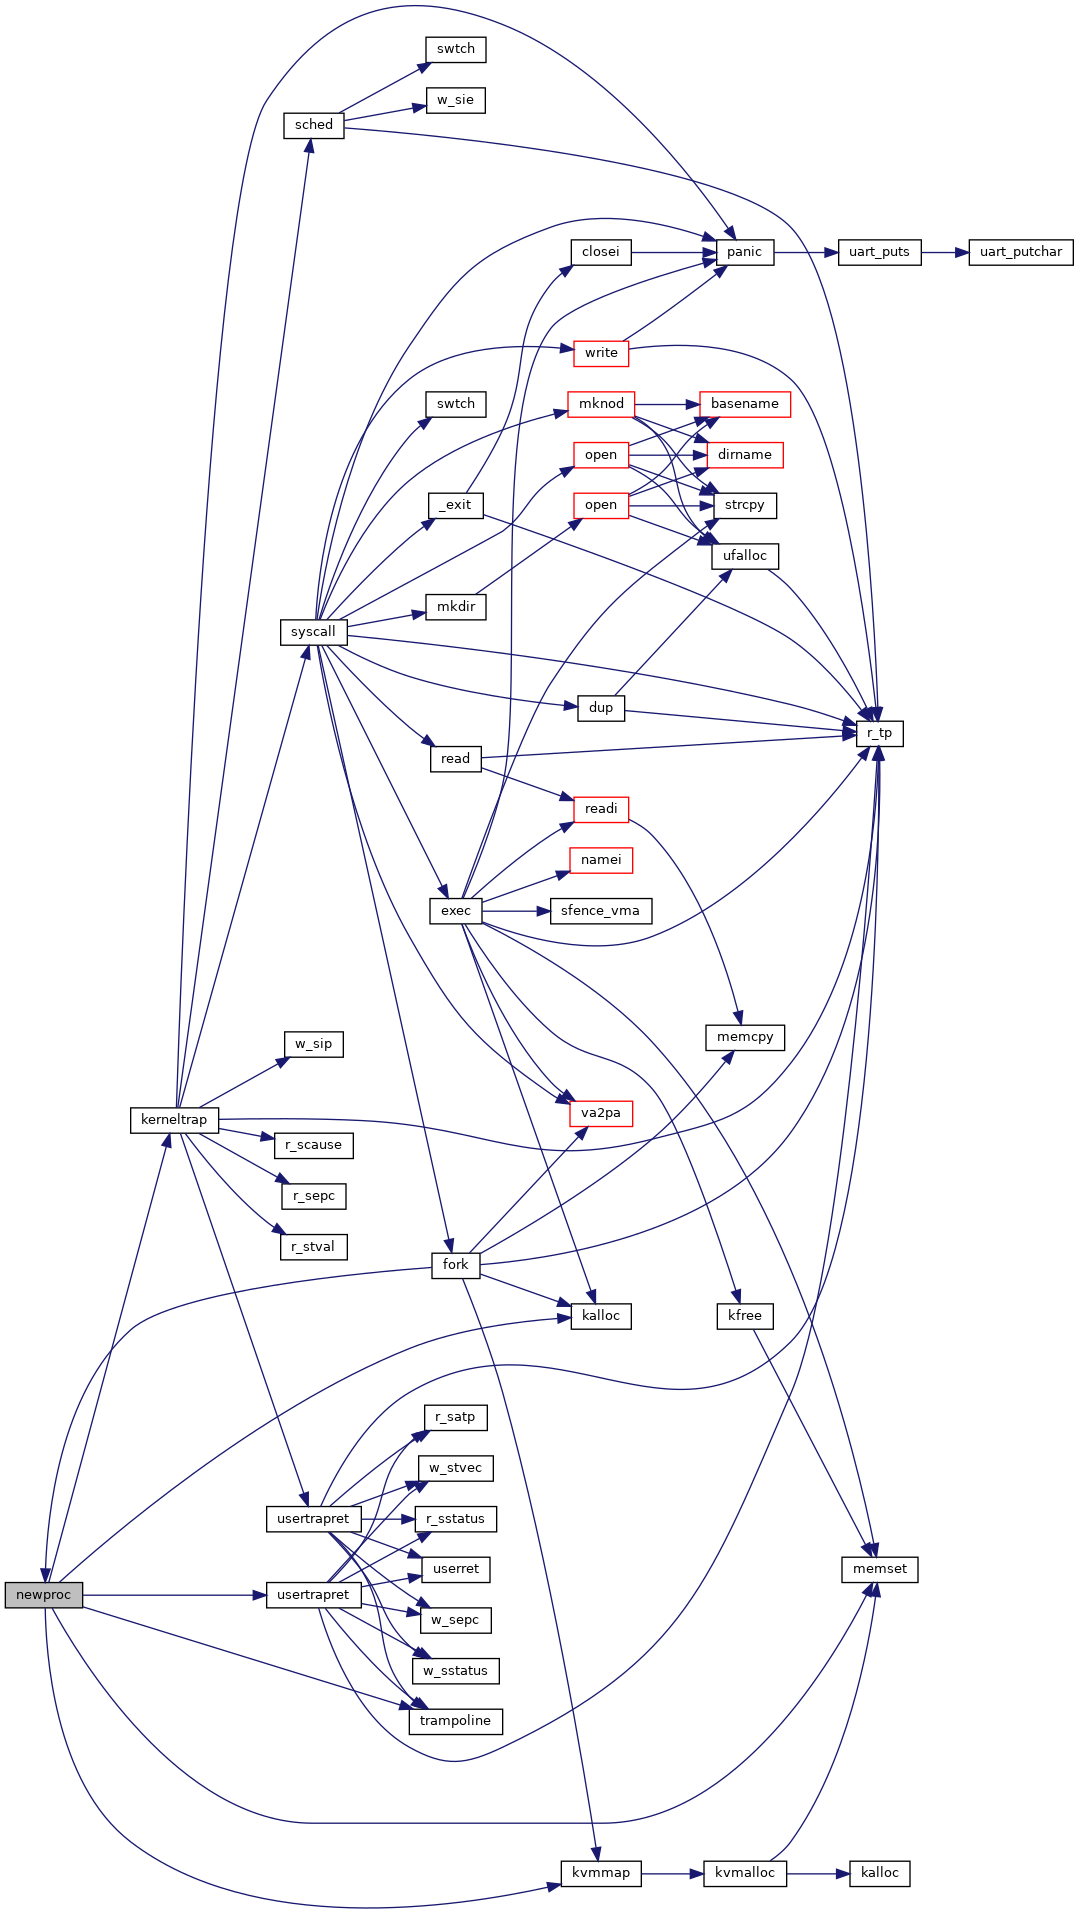 swtch
w_sie
sched
closei
panic
uart_puts
uart_putchar
write
swtch
mknod
basename
open
dirname
_exit
open
strcpy
ufalloc
mkdir
syscall
dup
r_tp
read
readi
namei
exec
sfence_vma
w_sip
memcpy
kerneltrap
va2pa
r_scause
r_sepc
r_stval
fork
kalloc
kfree
r_satp
w_stvec
usertrapret
r_sstatus
userret
memset
newproc
usertrapret
w_sepc
w_sstatus
trampoline
kvmmap
kvmalloc
kalloc